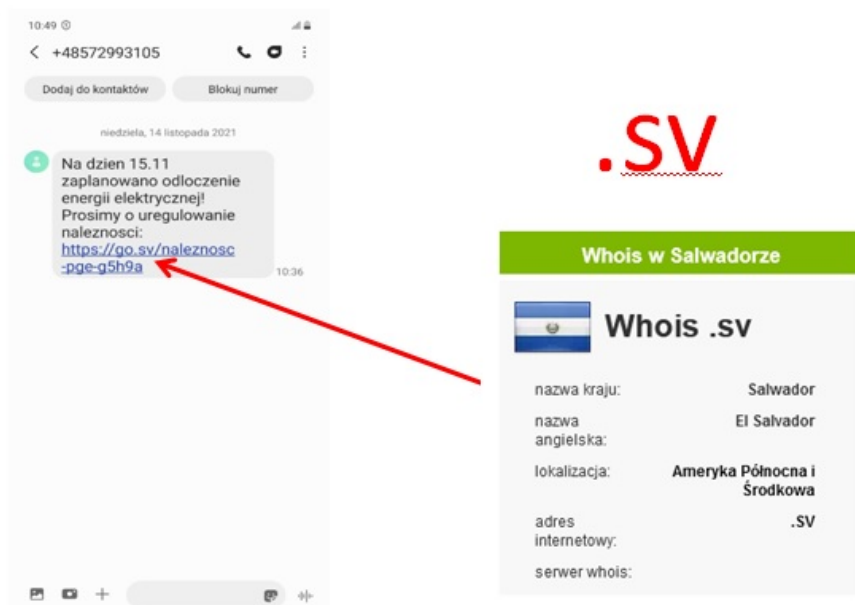 10:49
+48572993105
Dodaj do kontaktów
Blokuj numer
niedziela, 14 listopada 2021
Na dzien 15.11
zaplanowano odloczenie
energii elektrycznej!
Prosimy o uregulowanie
naleznosci:
https://go.sv/naleznosc
-pge-g5h9a
10:36
.SV
Whois w Salwadorze
Whois .sv
nazwa kraju: Salwador
nazwa El Salvador
angielska:
lokalizacja: Ameryka Północna i
Środkowa
adres .SV
internetowy:
serwer whois: